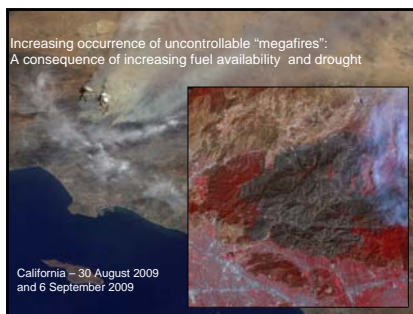 Increasing occurrence of uncontrollable “megafires”:
A consequence of increasing fuel availability and drought
California – 30 August 2009
and 6 September 2009